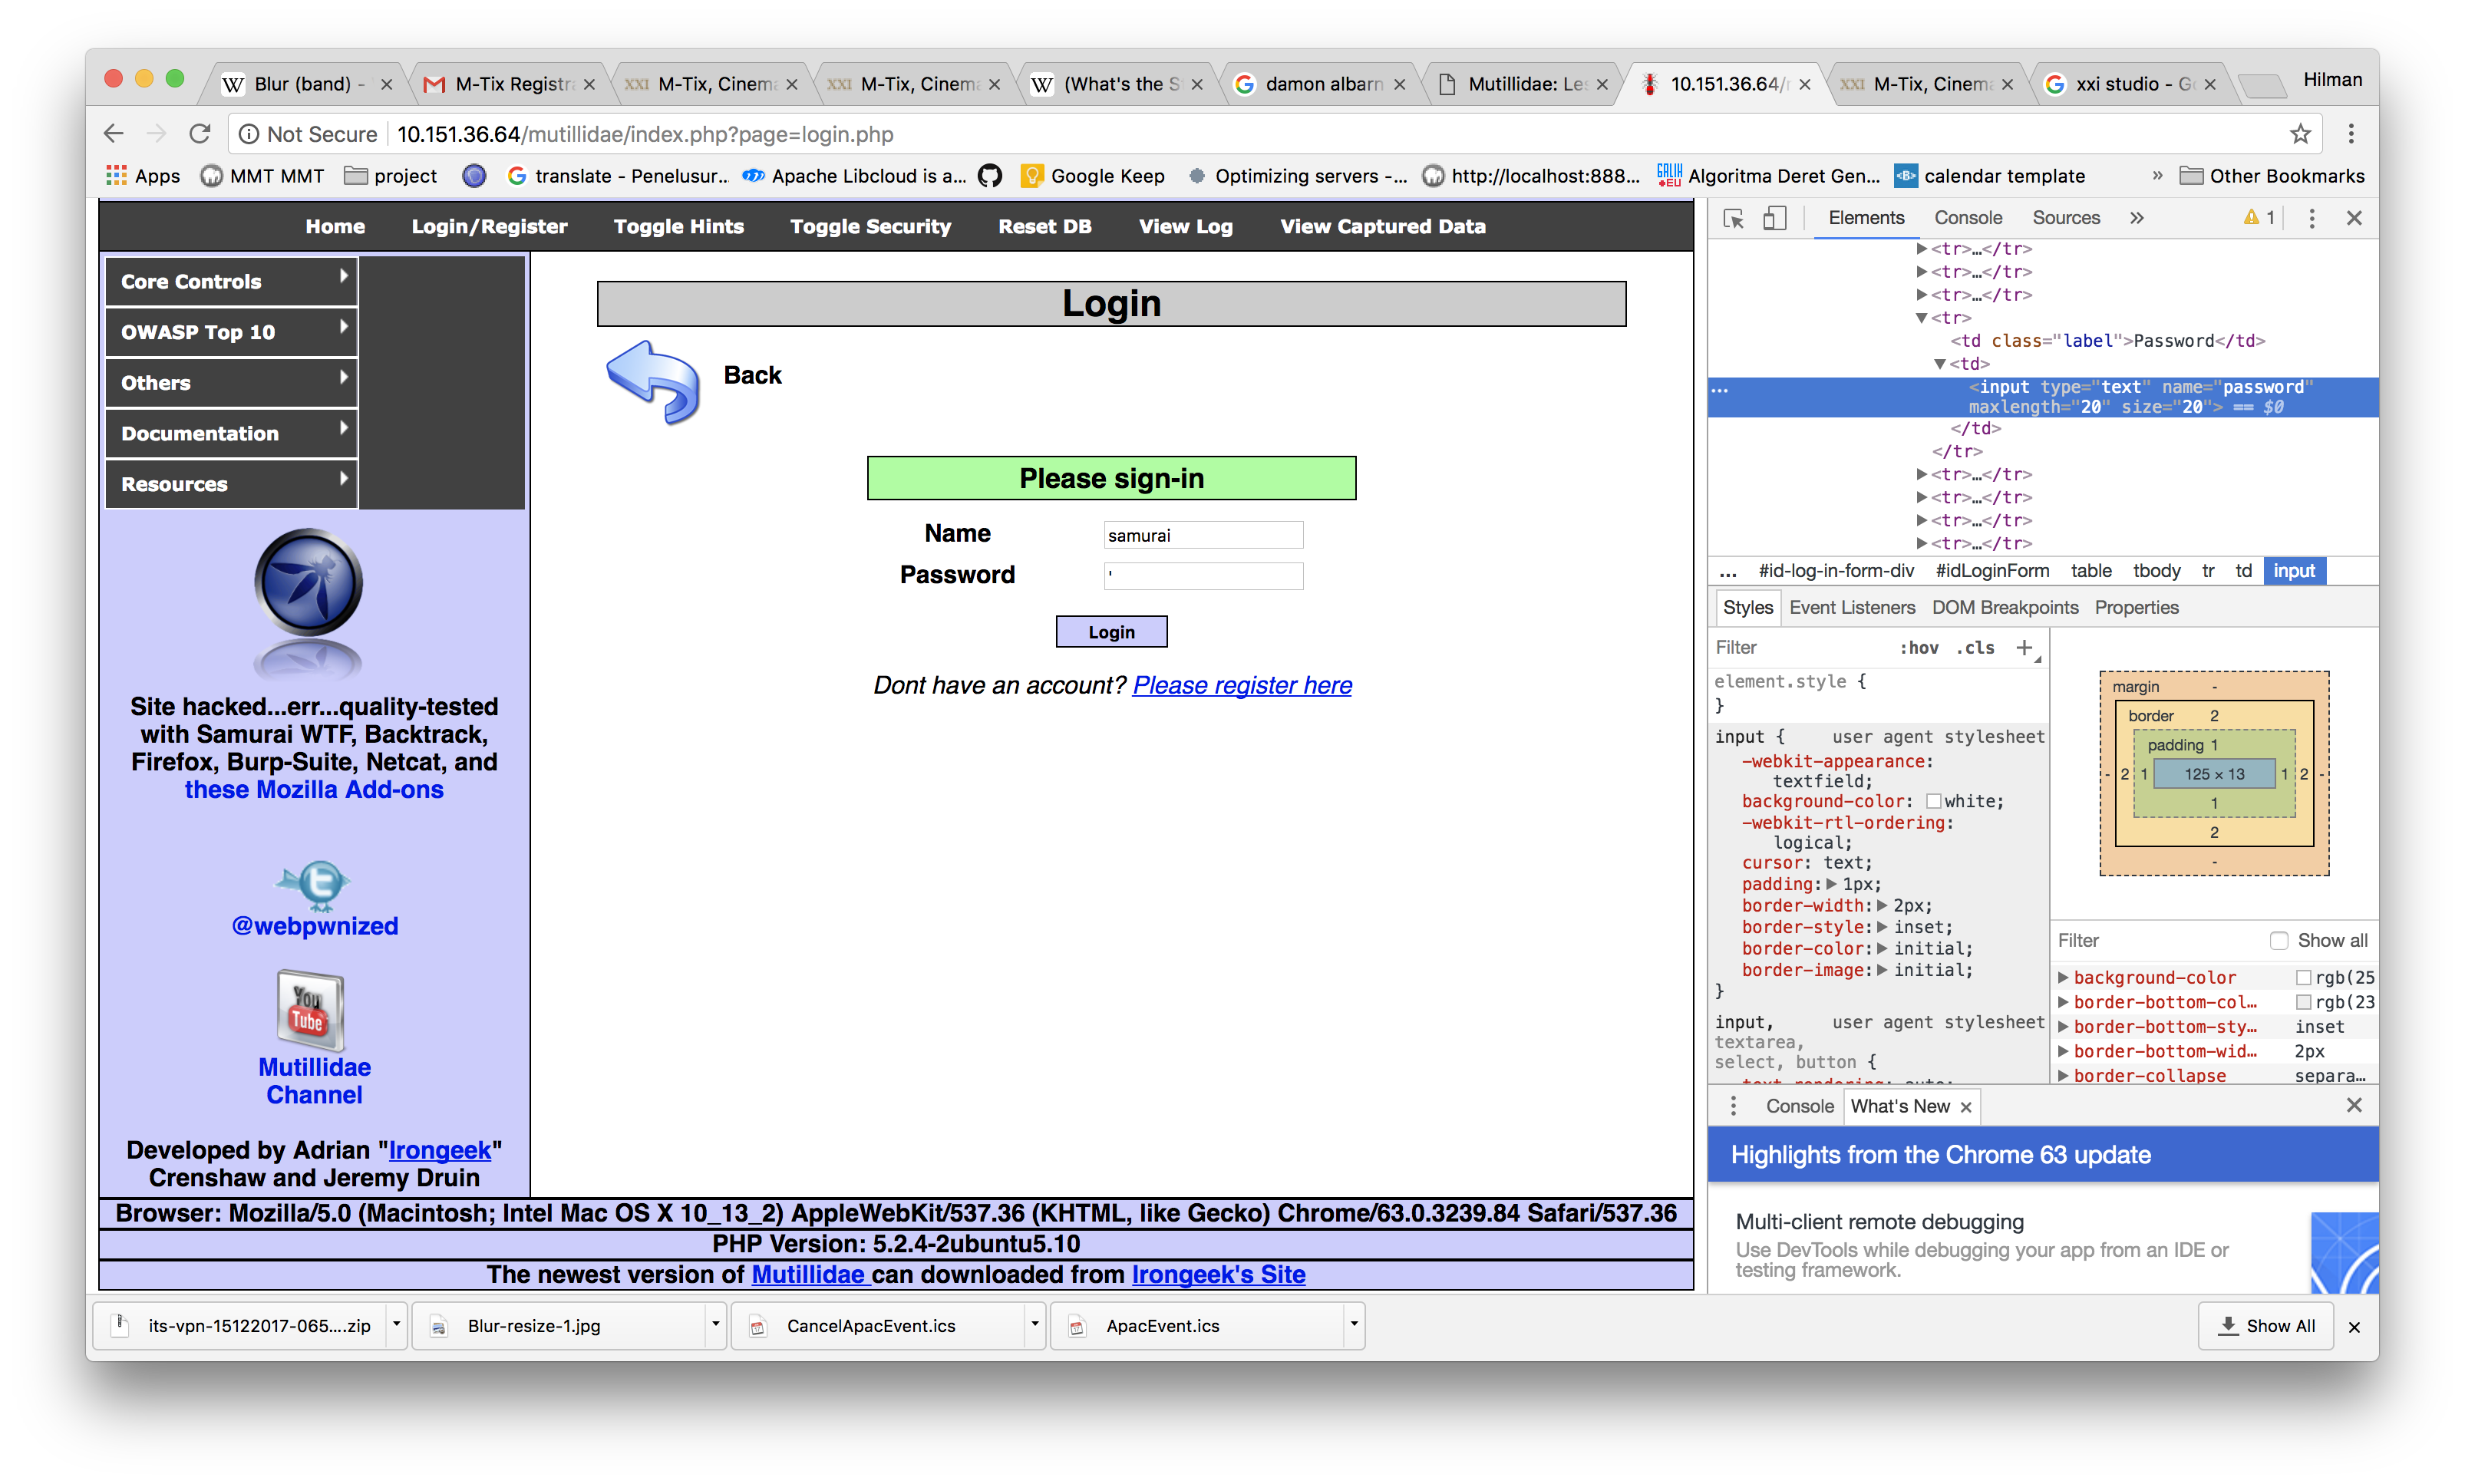 Blur (band) -
M-Tix Registr
M-Tix, Cinema
M-Tix, Cinema
(What's the S
damon albarn
Mutillidae: Les
10.151.36.64/
M-Tix, Cinema
xxi studio - Go
Hilman
Not Secure 10.151.36.64/mutillidae/index.php?page=login.php
Apps MMT MMT project translate - Penelusur... Apache Libcloud is a... Google Keep Optimizing servers -... http://localhost:888... Algoritma Deret Gen... calendar template » Other Bookmarks
Home Login/Register Toggle Hints Toggle Security Reset DB View Log View Captured Data
Core Controls
OWASP Top 10
Others
Documentation
Resources
Site hacked...err...quality-tested
with Samurai WTF, Backtrack,
Firefox, Burp-Suite, Netcat, and
these Mozilla Add-ons
@webpwnized
You
Tube
Mutillidae
Channel
Developed by Adrian "Irongeek"
Crenshaw and Jeremy Druin
Login
Back
Please sign-in
Name samurai
Password '
Login
Dont have an account? Please register here
Browser: Mozilla/5.0 (Macintosh; Intel Mac OS X 10_13_2) AppleWebKit/537.36 (KHTML, like Gecko) Chrome/63.0.3239.84 Safari/537.36
PHP Version: 5.2.4-2ubuntu5.10
The newest version of Mutillidae can downloaded from Irongeek's Site
Elements Console Sources » 1
<tr>…</tr>
<tr>…</tr>
<tr>…</tr>
<tr>
<td class="label">Password</td>
<td>
... <input type="text" name="password"
maxlength="20" size="20"> == $0
</td>
</tr>
<tr>…</tr>
<tr>…</tr>
<tr>…</tr>
<tr>…</tr>
... #id-log-in-form-div #idLoginForm table tbody tr td input
Styles Event Listeners DOM Breakpoints Properties
Filter :hov .cls +
element.style {
}
input { user agent stylesheet
-webkit-appearance:
textfield;
background-color: white;
-webkit-rtl-ordering:
logical;
cursor: text;
padding: 1px;
border-width: 2px;
border-style: inset;
border-color: initial;
border-image: initial;
}
input, user agent stylesheet
textarea,
select, button {
text-rendering: auto;
margin -
border 2
padding 1
- 2 1 125 × 13 1 2 -
1
2
-
Filter Show all
background-color rgb(25
border-bottom-col... rgb(23
border-bottom-sty... inset
border-bottom-wid... 2px
border-collapse separa...
Console What's New
Highlights from the Chrome 63 update
Multi-client remote debugging
Use DevTools while debugging your app from an IDE or
testing framework.
its-vpn-15122017-065....zip
Blur-resize-1.jpg
CancelApacEvent.ics
ApacEvent.ics
Show All